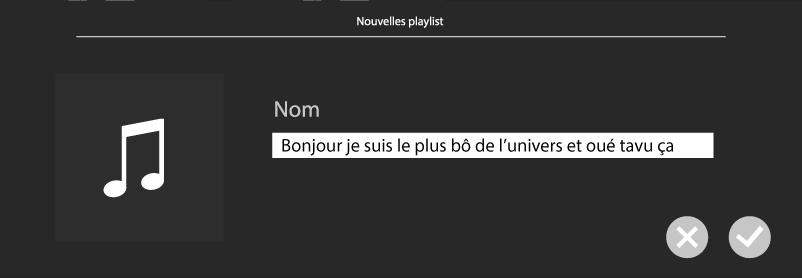 Nouvelles playlist
Nom
Bonjour je suis le plus bô de l’univers et oué tavu ça